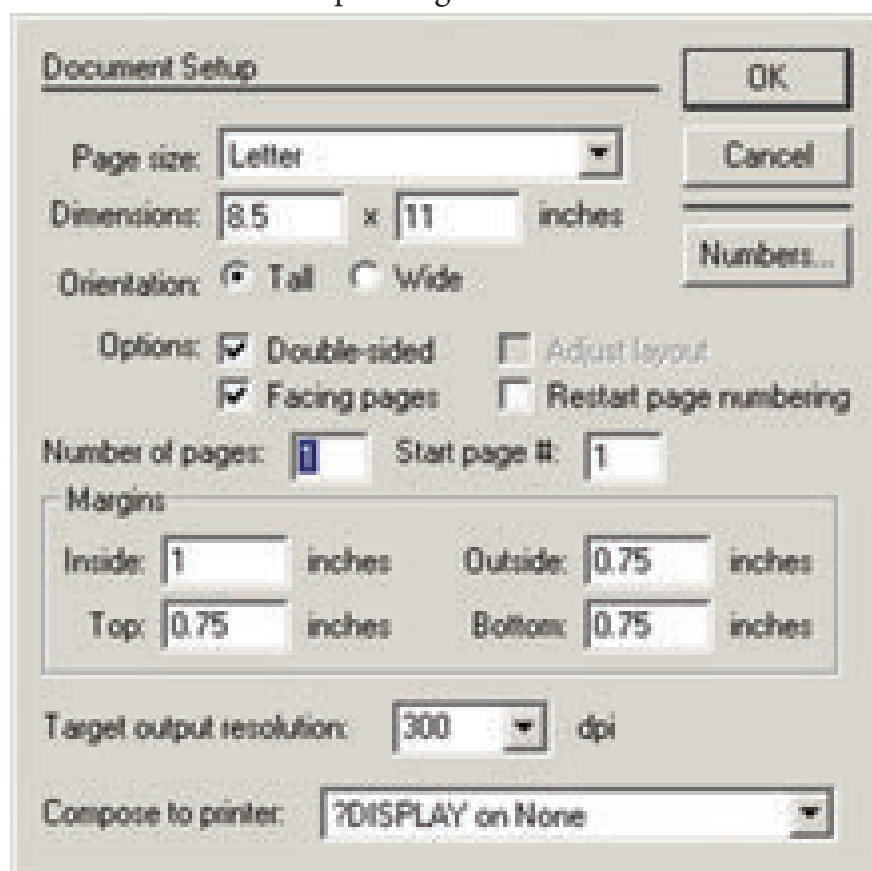 Document Setup
OK
Page size: Letter
Cancel
Dimensions: 8.5 x 11 inches
Numbers...
Orientation: Tall Wide
Options: Double-sided Adjust layout
Facing pages Restart page numbering
Number of pages: 1 Start page #: 1
Margins
Inside: 1 inches Outside: 0.75 inches
Top: 0.75 inches Bottom: 0.75 inches
Target output resolution: 300 dpi
Compose to printer: ?DISPLAY on None